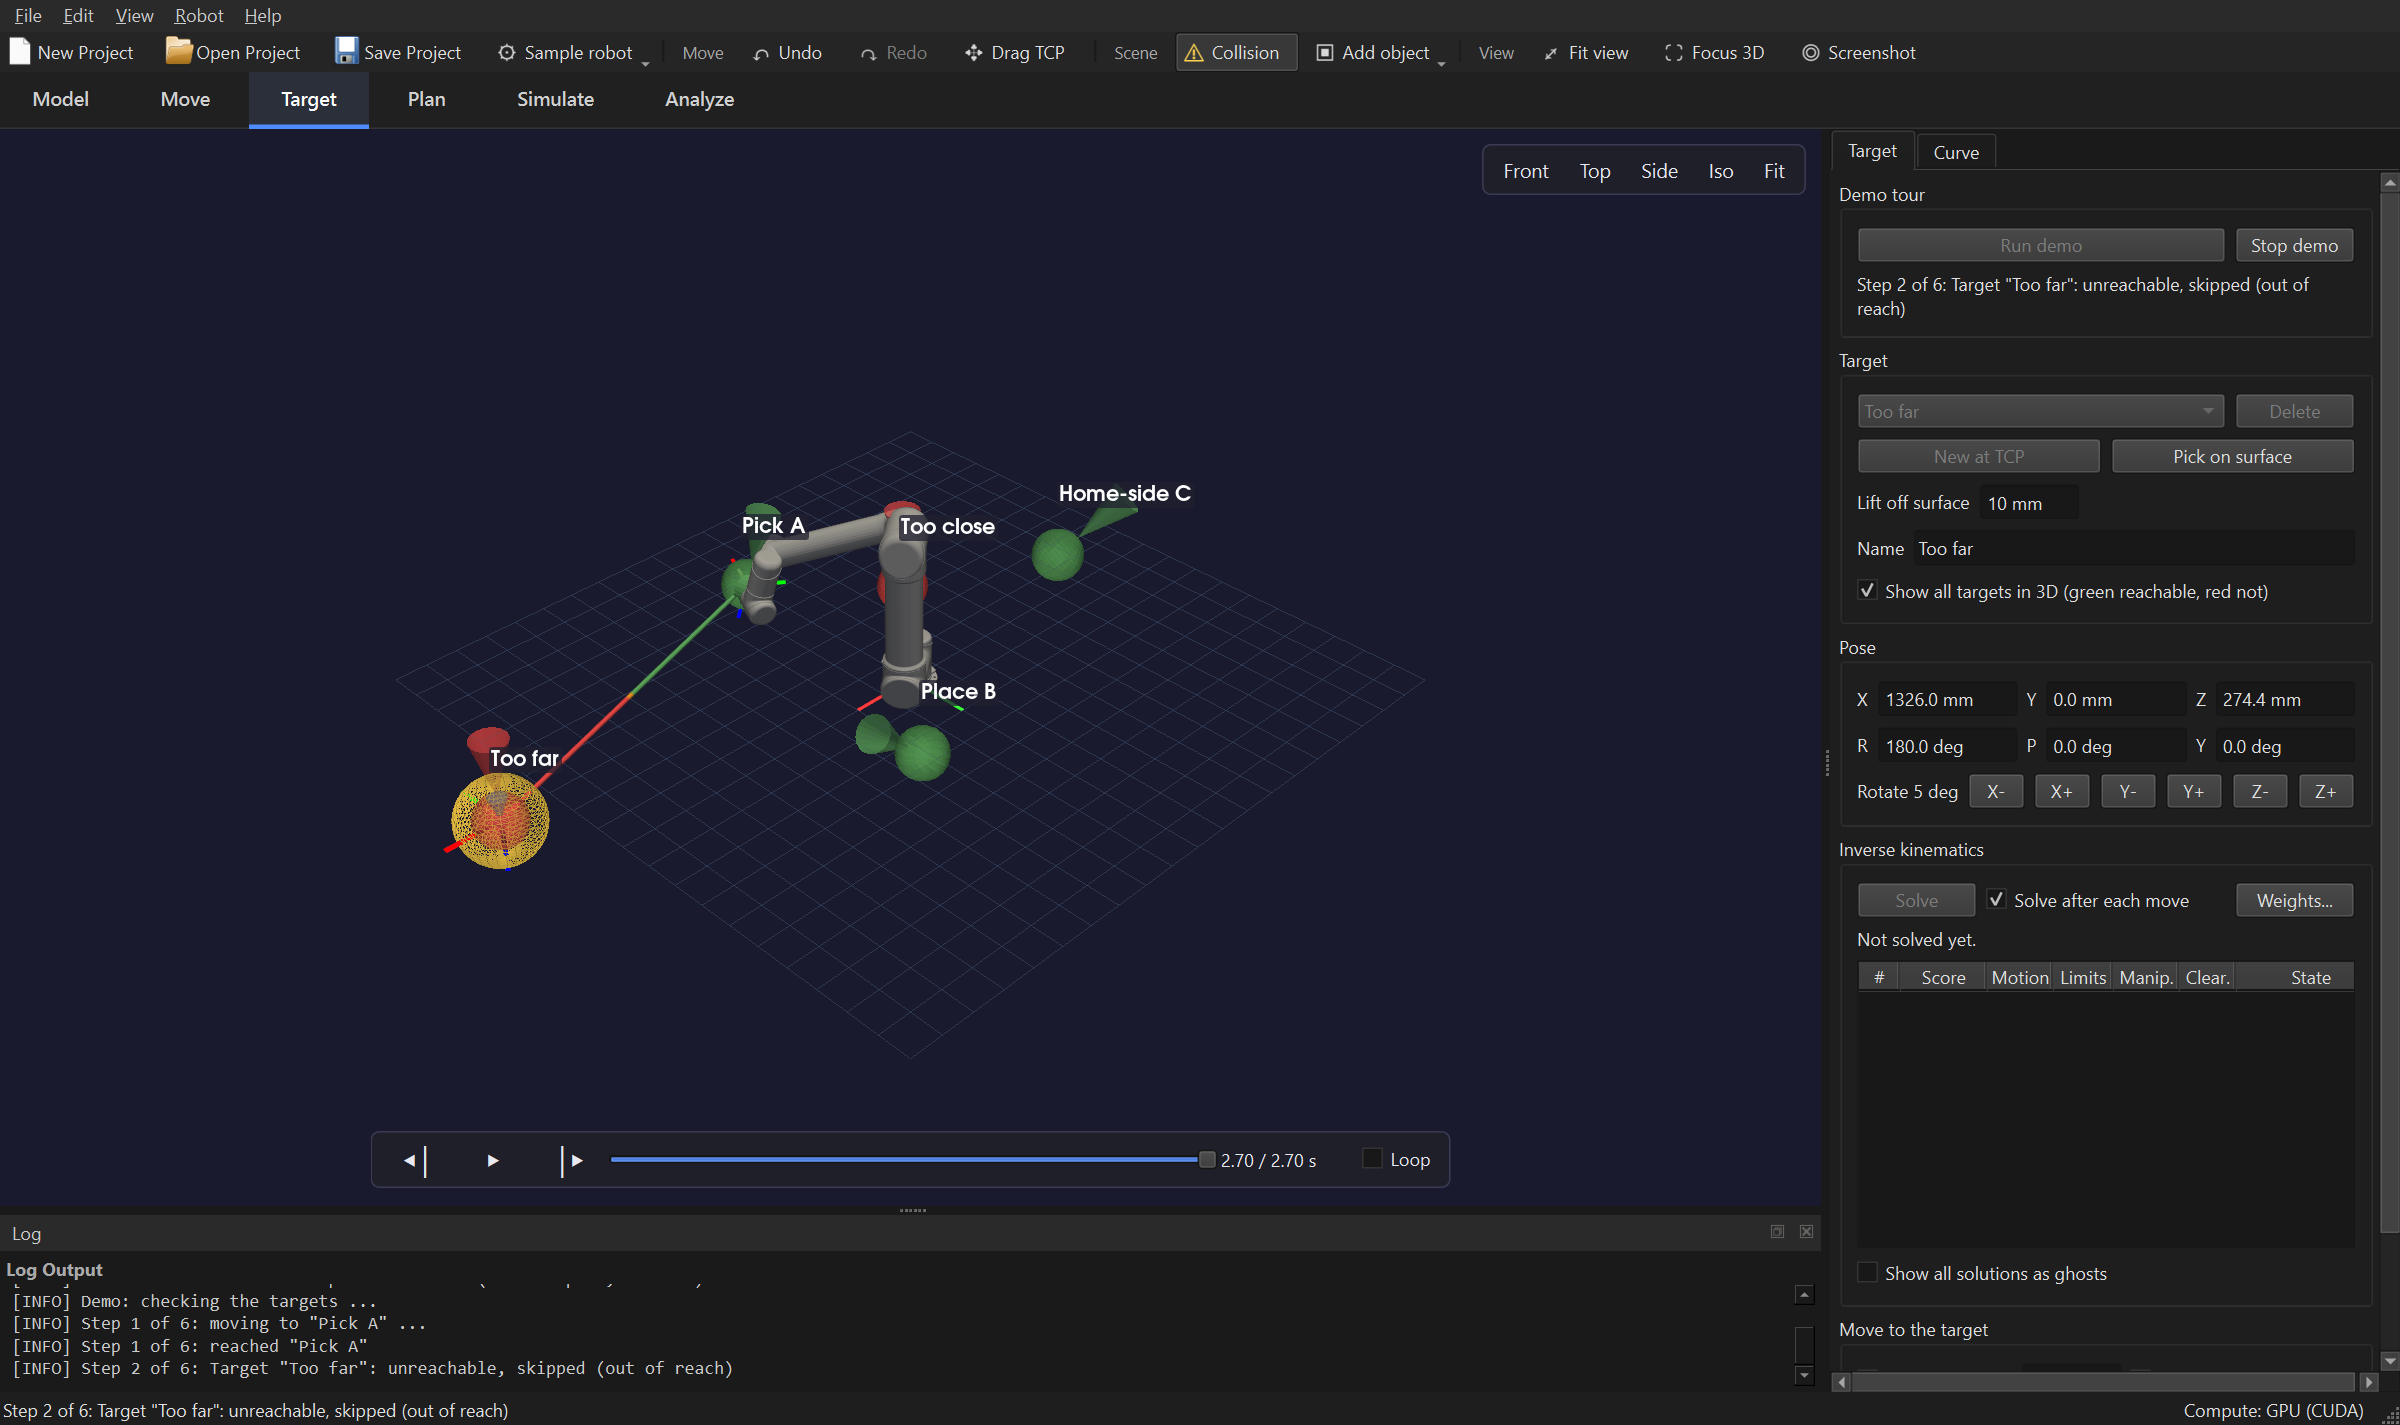 File Edit View Robot Help
New Project Open Project Save Project Sample robot Move Undo Redo Drag TCP Scene Collision Add object View Fit view Focus 3D Screenshot
Model Move Target Plan Simulate Analyze
Front Top Side Iso Fit
Home-side C
Pick A
Too close
Place B
Too far
2.70 / 2.70 s Loop
Target Curve
Demo tour
Run demo Stop demo
Step 2 of 6: Target "Too far": unreachable, skipped (out of
reach)
Target
Too far Delete
New at TCP Pick on surface
Lift off surface 10 mm
Name Too far
Show all targets in 3D (green reachable, red not)
Pose
X 1326.0 mm Y 0.0 mm Z 274.4 mm
R 180.0 deg P 0.0 deg Y 0.0 deg
Rotate 5 deg X- X+ Y- Y+ Z- Z+
Inverse kinematics
Solve Solve after each move Weights...
Not solved yet.
# Score Motion Limits Manip. Clear. State
Show all solutions as ghosts
Move to the target
Log
Log Output
[INFO] Demo: checking the targets ...
[INFO] Step 1 of 6: moving to "Pick A" ...
[INFO] Step 1 of 6: reached "Pick A"
[INFO] Step 2 of 6: Target "Too far": unreachable, skipped (out of reach)
Step 2 of 6: Target "Too far": unreachable, skipped (out of reach)
Compute: GPU (CUDA)